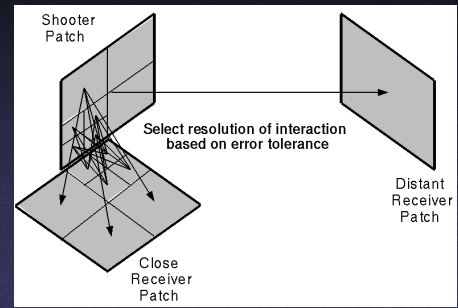 Shooter
Patch
Select resolution of interaction
based on error tolerance
Distant
Receiver
Patch
Close
Receiver
Patch